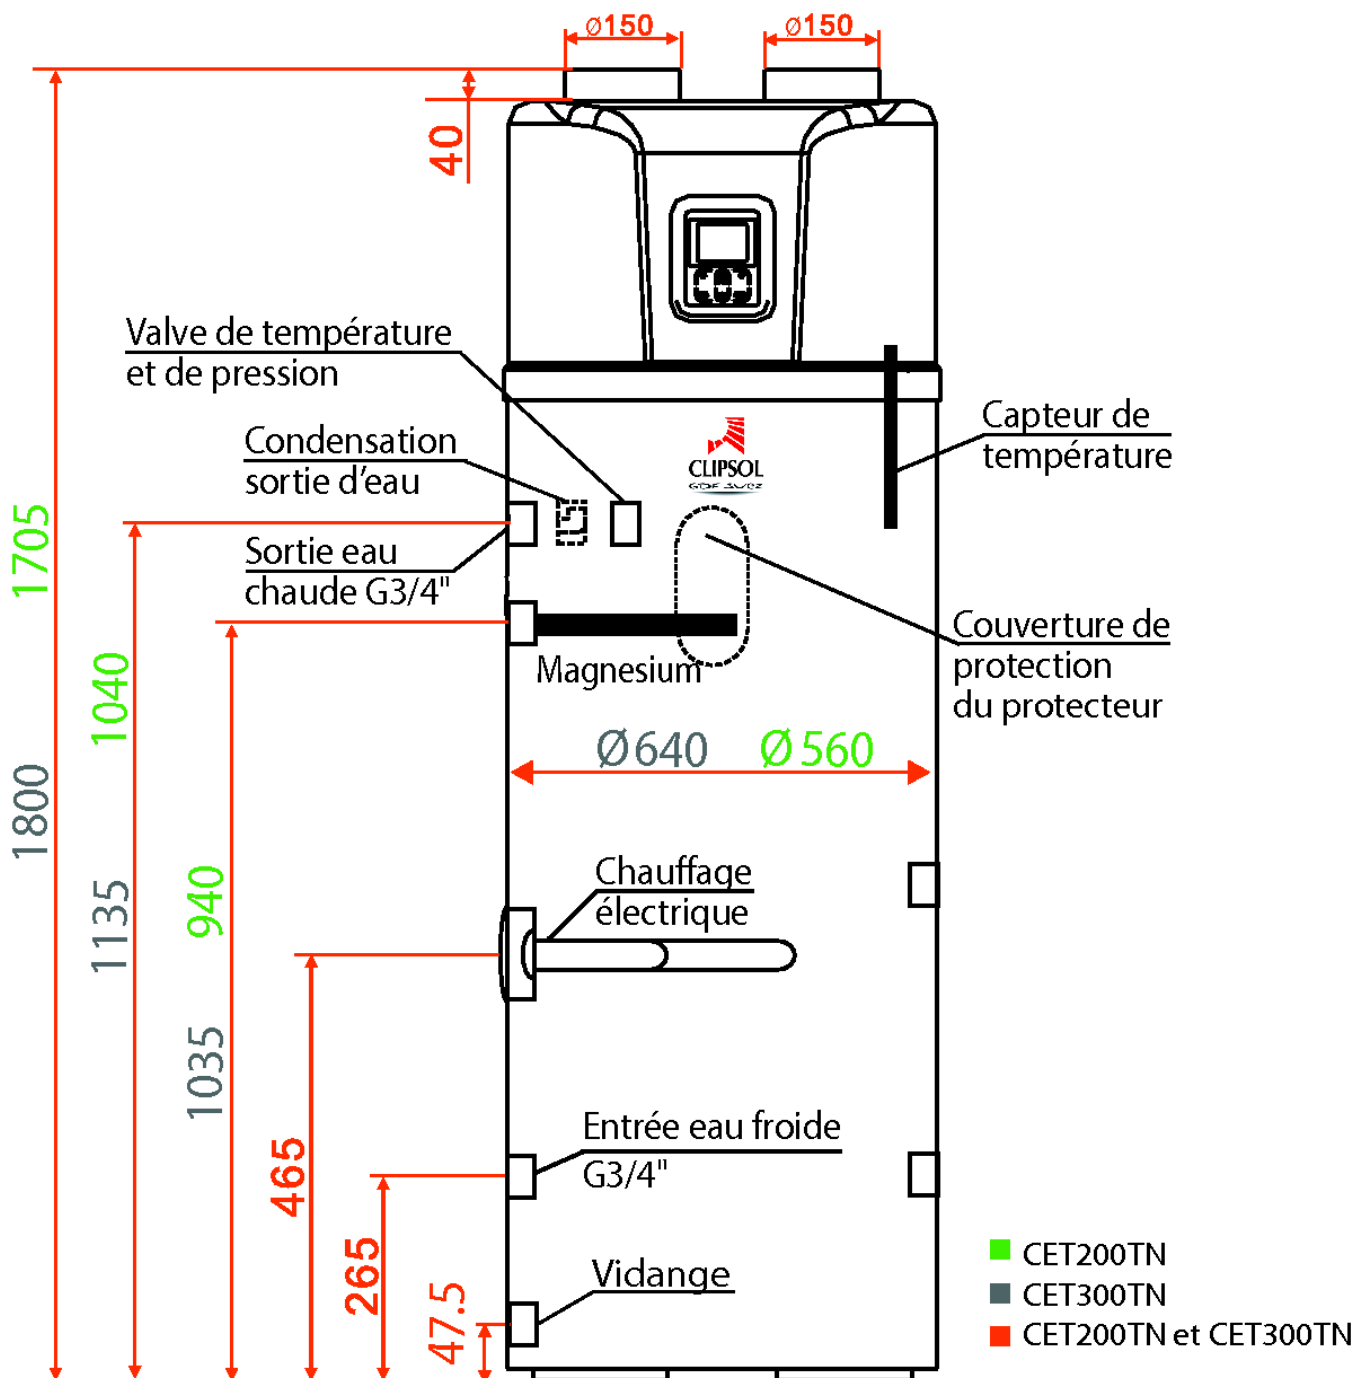 Ø150
Ø150
40
Valve de température
et de pression
Condensation
sortie d'eau
Sortie eau
chaude G3/4"
CLIPSOL
GDF SUEZ
Capteur de
température
Couverture de
protection
du protecteur
Magnesium
Ø640
Ø560
1705
1800
1040
1135
940
1035
465
265
47.5
Chauffage
électrique
Entrée eau froide
G3/4"
Vidange
CET200TN
CET300TN
CET200TN et CET300TN